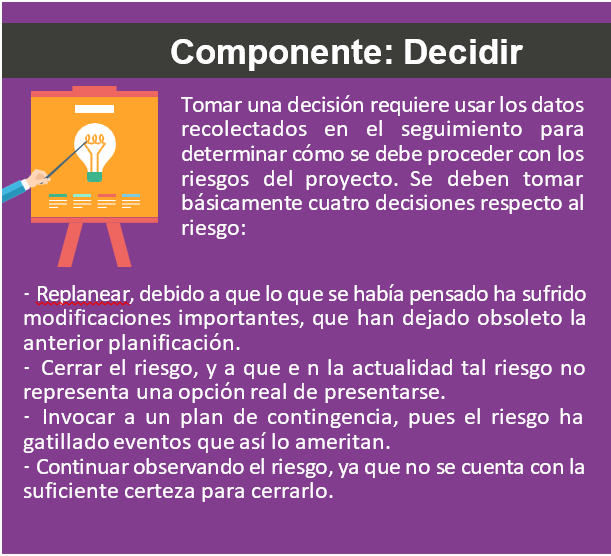 Componente: Decidir
Tomar una decisión requiere usar los datos
recolectados en el seguimiento para
determinar cómo se debe proceder con los
riesgos del proyecto. Se deben tomar
básicamente cuatro decisiones respecto al
riesgo:
- Replanear, debido a que lo que se había pensado ha sufrido
modificaciones importantes, que han dejado obsoleto la
anterior planificación.
- Cerrar el riesgo, y a que e n la actualidad tal riesgo no
representa una opción real de presentarse.
- Invocar a un plan de contingencia, pues el riesgo ha
gatillado eventos que así lo ameritan.
- Continuar observando el riesgo, ya que no se cuenta con la
suficiente certeza para cerrarlo.